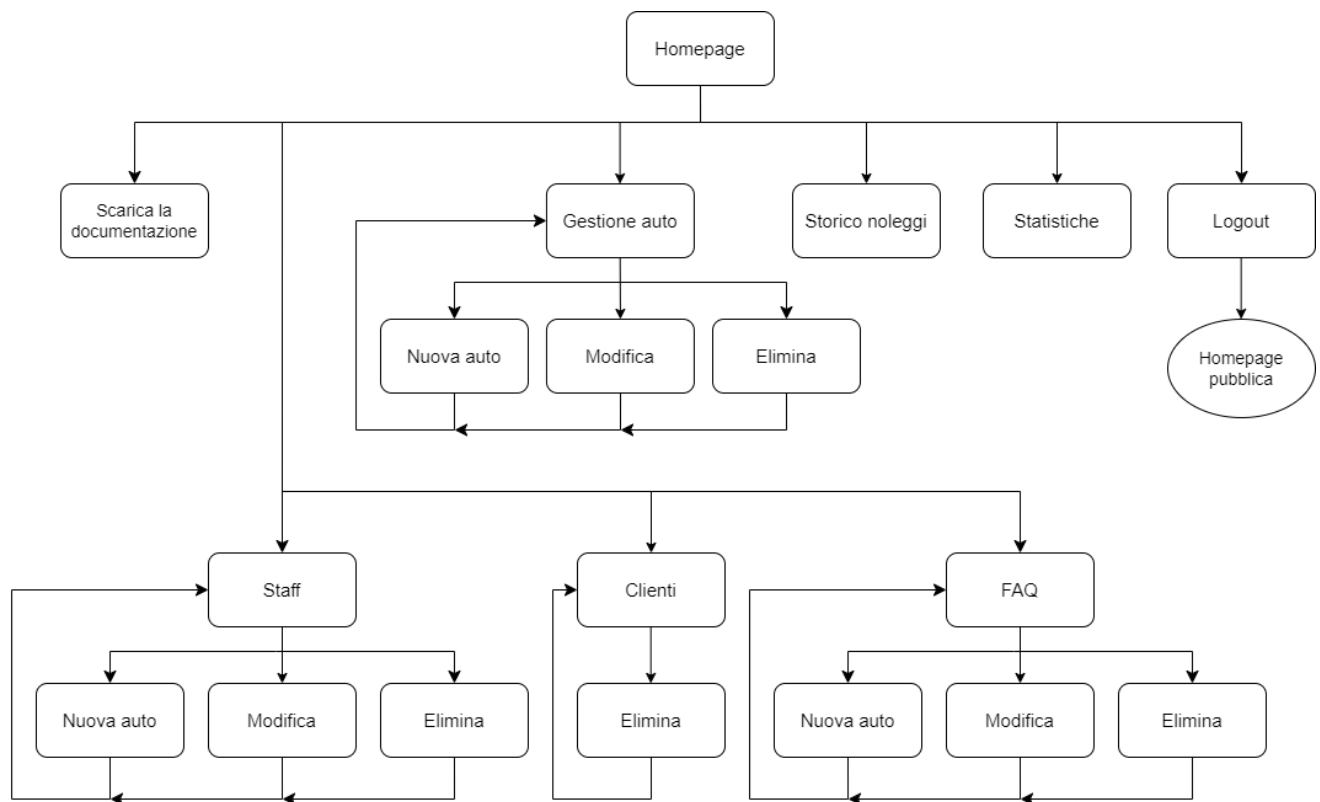 Homepage
Scarica la
documentazione
Gestione auto
Storico noleggi
Statistiche
Logout
Nuova auto
Modifica
Elimina
Homepage
pubblica
Staff
Clienti
FAQ
Nuova auto
Modifica
Elimina
Elimina
Nuova auto
Modifica
Elimina